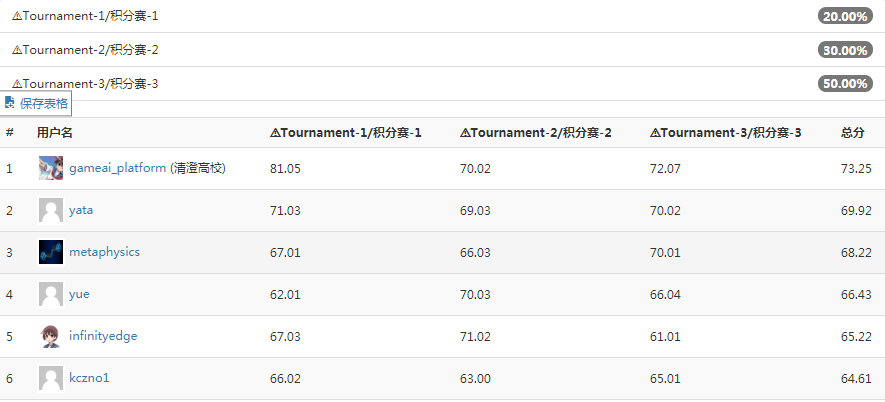 ⚠Tournament-1/积分赛-1 20.00%
⚠Tournament-2/积分赛-2 30.00%
⚠Tournament-3/积分赛-3 50.00%
保存表格
# 用户名 ⚠Tournament-1/积分赛-1 ⚠Tournament-2/积分赛-2 ⚠Tournament-3/积分赛-3 总分
1 gameai_platform (清澄高校) 81.05 70.02 72.07 73.25
2 yata 71.03 69.03 70.02 69.92
3 metaphysics 67.01 66.03 70.01 68.22
4 yue 62.01 70.03 66.04 66.43
5 infinityedge 67.03 71.02 61.01 65.22
6 kczno1 66.02 63.00 65.01 64.61